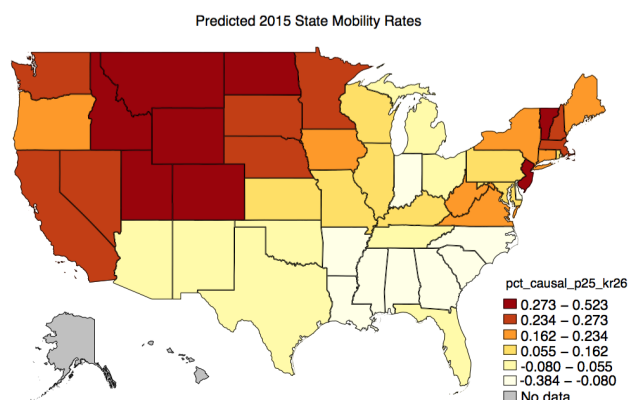 Predicted 2015 State Mobility Rates
pct_causal_p25_kr26
0.273 – 0.523
0.234 – 0.273
0.162 – 0.234
0.055 – 0.162
-0.080 – 0.055
-0.384 – -0.080
No data